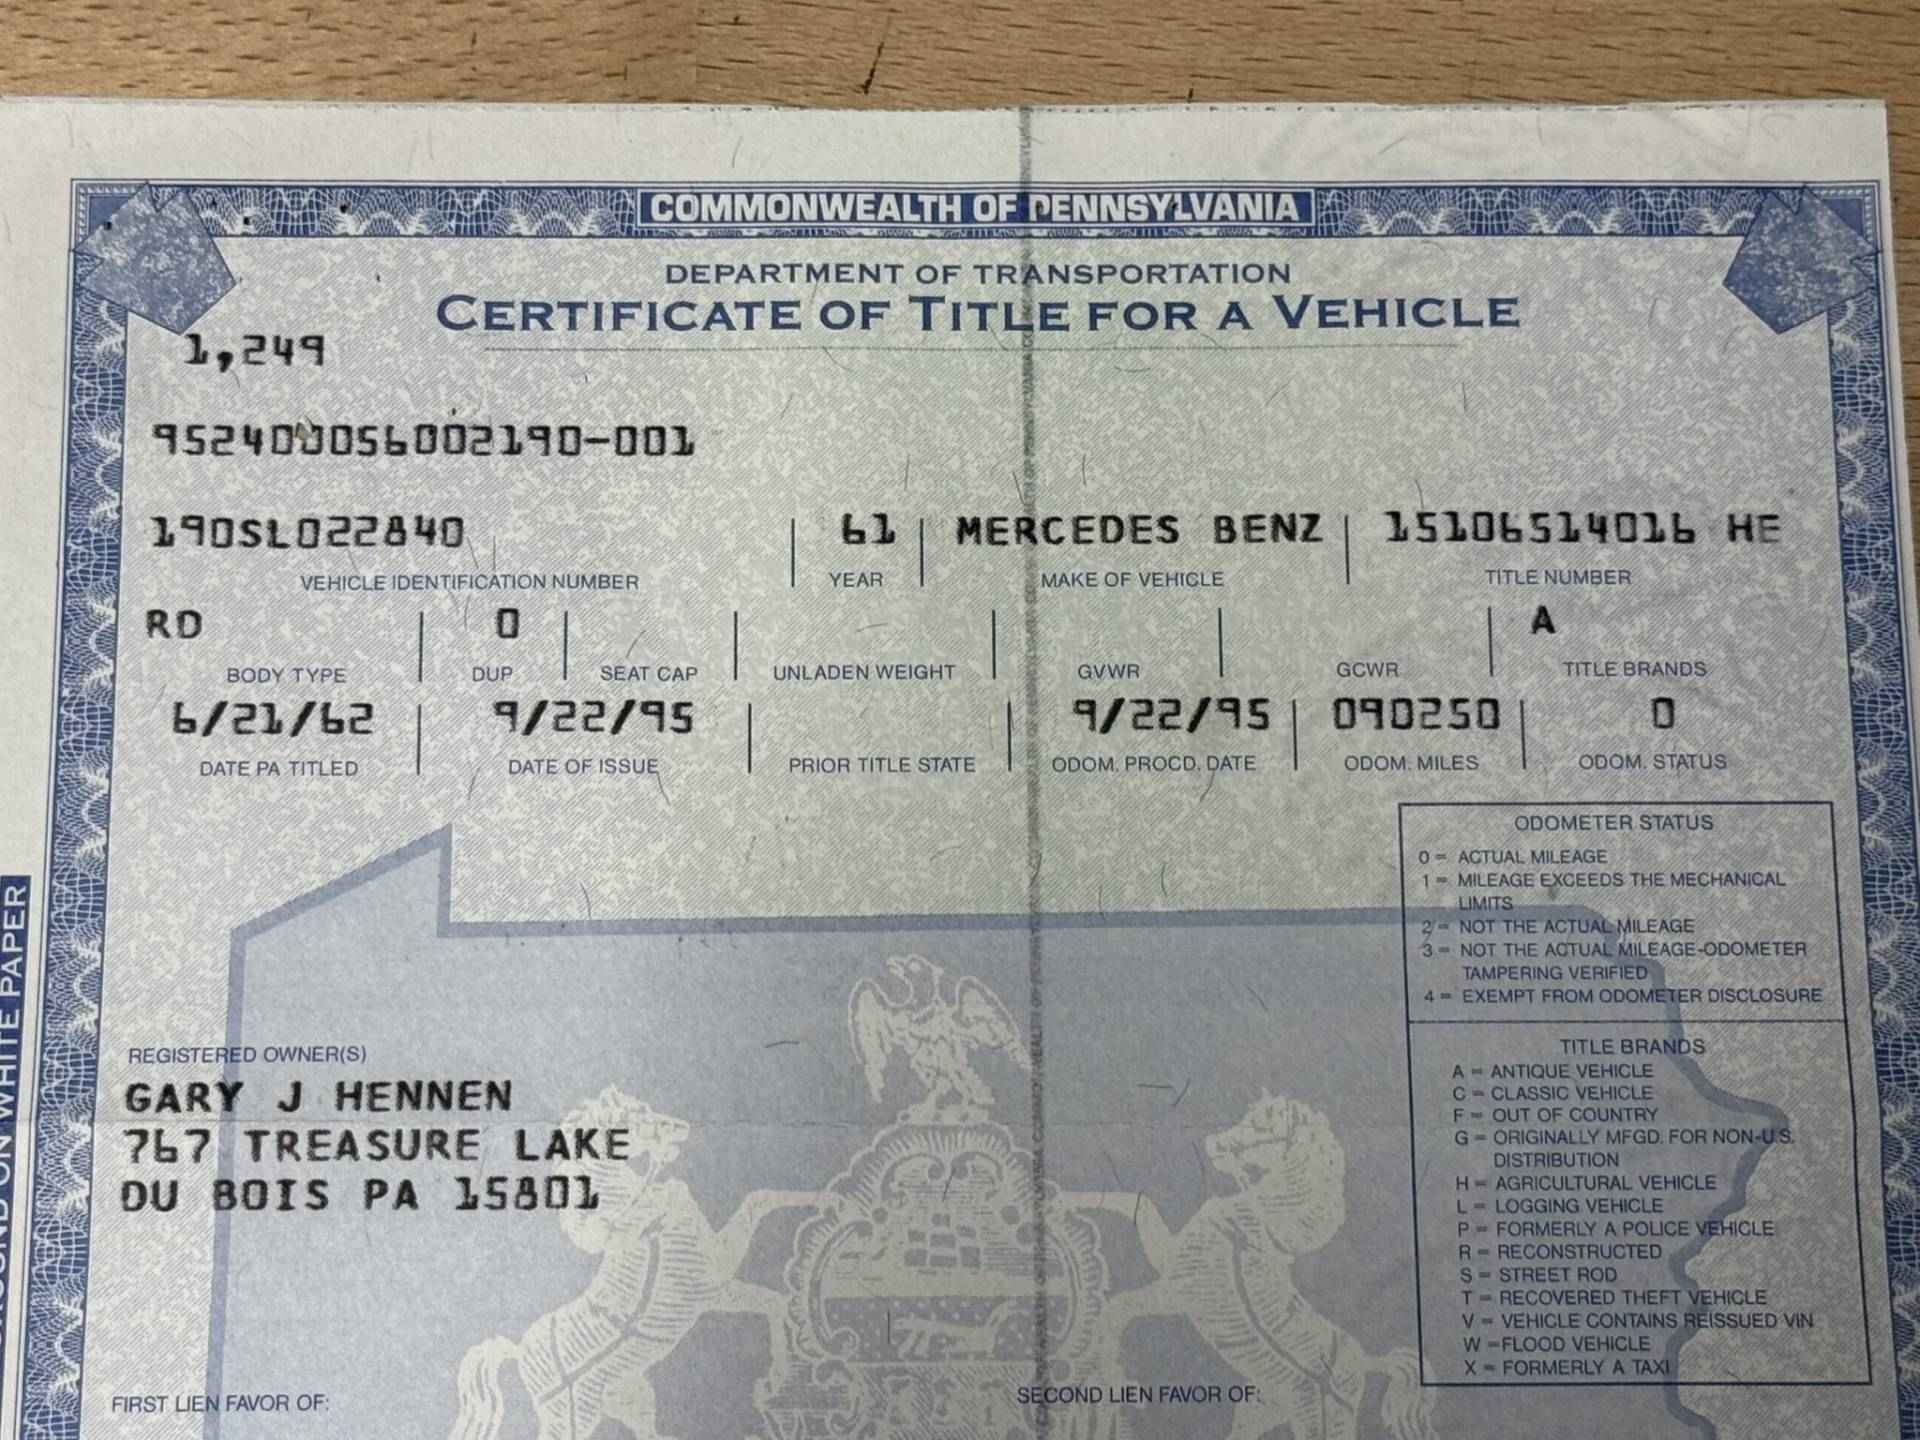 COMMONWEALTH OF PENNSYLVANIA
DEPARTMENT OF TRANSPORTATION
CERTIFICATE OF TITLE FOR A VEHICLE
1,249
952400056002190-001
190SL022840 61 MERCEDES BENZ 15106514016 HE
VEHICLE IDENTIFICATION NUMBER YEAR MAKE OF VEHICLE TITLE NUMBER
RD 0 A
BODY TYPE DUP SEAT CAP UNLADEN WEIGHT GVWR GCWR TITLE BRANDS
6/21/62 9/22/95 9/22/95 090250 0
DATE PA TITLED DATE OF ISSUE PRIOR TITLE STATE ODOM. PROCD. DATE ODOM. MILES ODOM. STATUS
ODOMETER STATUS
0 = ACTUAL MILEAGE
1 = MILEAGE EXCEEDS THE MECHANICAL
LIMITS
2 = NOT THE ACTUAL MILEAGE
3 = NOT THE ACTUAL MILEAGE-ODOMETER
TAMPERING VERIFIED
4 = EXEMPT FROM ODOMETER DISCLOSURE
TITLE BRANDS
A = ANTIQUE VEHICLE
C = CLASSIC VEHICLE
F = OUT OF COUNTRY
G = ORIGINALLY MFGD. FOR NON-U.S.
DISTRIBUTION
H = AGRICULTURAL VEHICLE
L = LOGGING VEHICLE
P = FORMERLY A POLICE VEHICLE
R = RECONSTRUCTED
S = STREET ROD
T = RECOVERED THEFT VEHICLE
V = VEHICLE CONTAINS REISSUED VIN
W =FLOOD VEHICLE
X = FORMERLY A TAXI
REGISTERED OWNER(S)
GARY J HENNEN
767 TREASURE LAKE
DU BOIS PA 15801
FIRST LIEN FAVOR OF: SECOND LIEN FAVOR OF:
ON WHITE PAPER